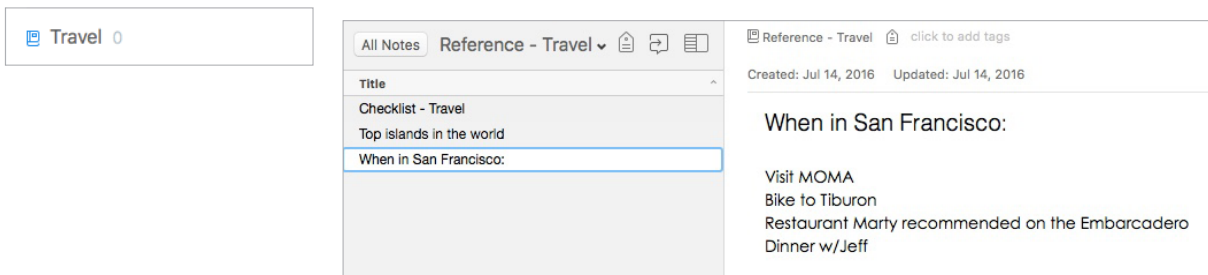 Travel 0
All Notes Reference - Travel
Title
Checklist - Travel
Top islands in the world
When in San Francisco:
Reference - Travel click to add tags
Created: Jul 14, 2016 Updated: Jul 14, 2016
When in San Francisco:
Visit MOMA
Bike to Tiburon
Restaurant Marty recommended on the Embarcadero
Dinner w/Jeff